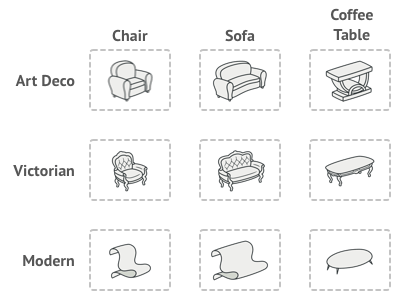 Chair
Sofa
Coffee
Table
Art Deco
Victorian
Modern